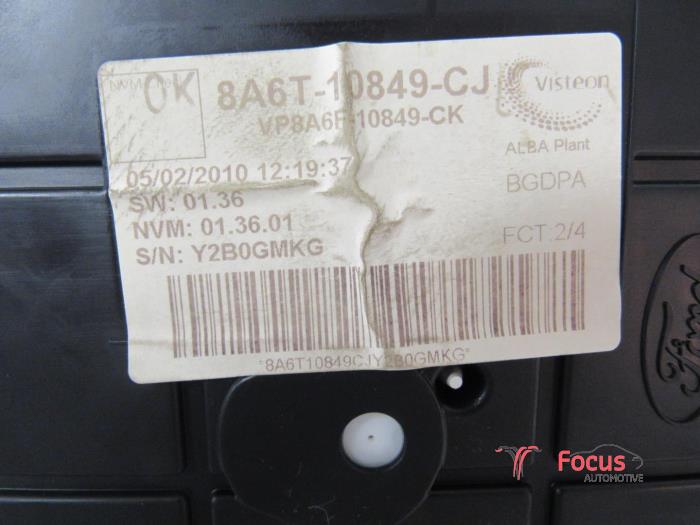 OK
8A6T-10849-CJ
Visteon
VP8A6F-10849-CK
ALBA Plant
05/02/2010 12:19:37
BGDPA
SW: 01.36
NVM: 01.36.01
FCT.2/4
S/N: Y2B0GMKG
*8A6T10849CJY2B0GMKG*
Ford
Focus
AUTOMOTIVE